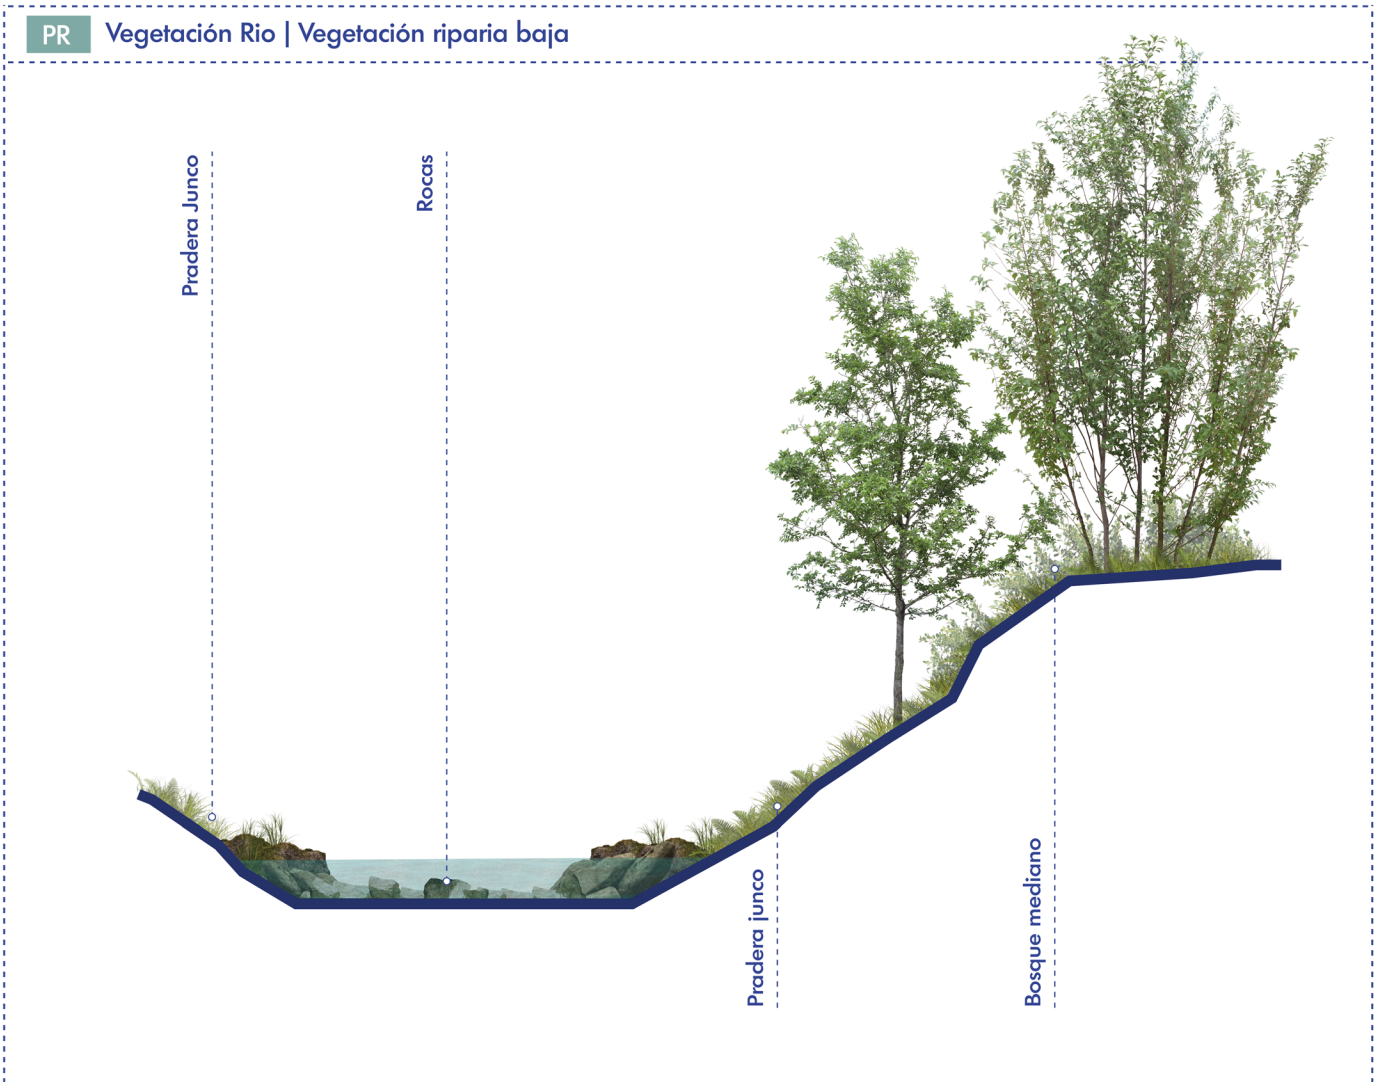 PR
Vegetación Rio | Vegetación riparia baja
Pradera Junco
Rocas
Pradera junco
Bosque mediano